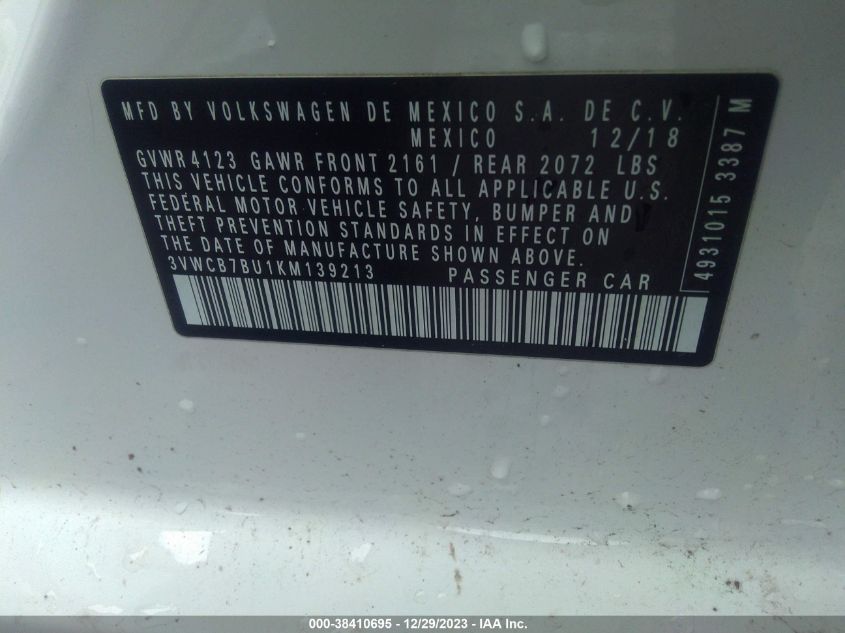 MFD BY VOLKSWAGEN DE MEXICO S.A. DE C.V.
MEXICO 12/18
GVWR 4123 GAWR FRONT 2161 / REAR 2072 LBS
THIS VEHICLE CONFORMS TO ALL APPLICABLE U.S.
FEDERAL MOTOR VEHICLE SAFETY, BUMPER AND
THEFT PREVENTION STANDARDS IN EFFECT ON
THE DATE OF MANUFACTURE SHOWN ABOVE.
3VWCB7BU1KM139213 PASSENGER CAR
4931015 3387 M
000-38410695 - 12/29/2023 - IAA Inc.